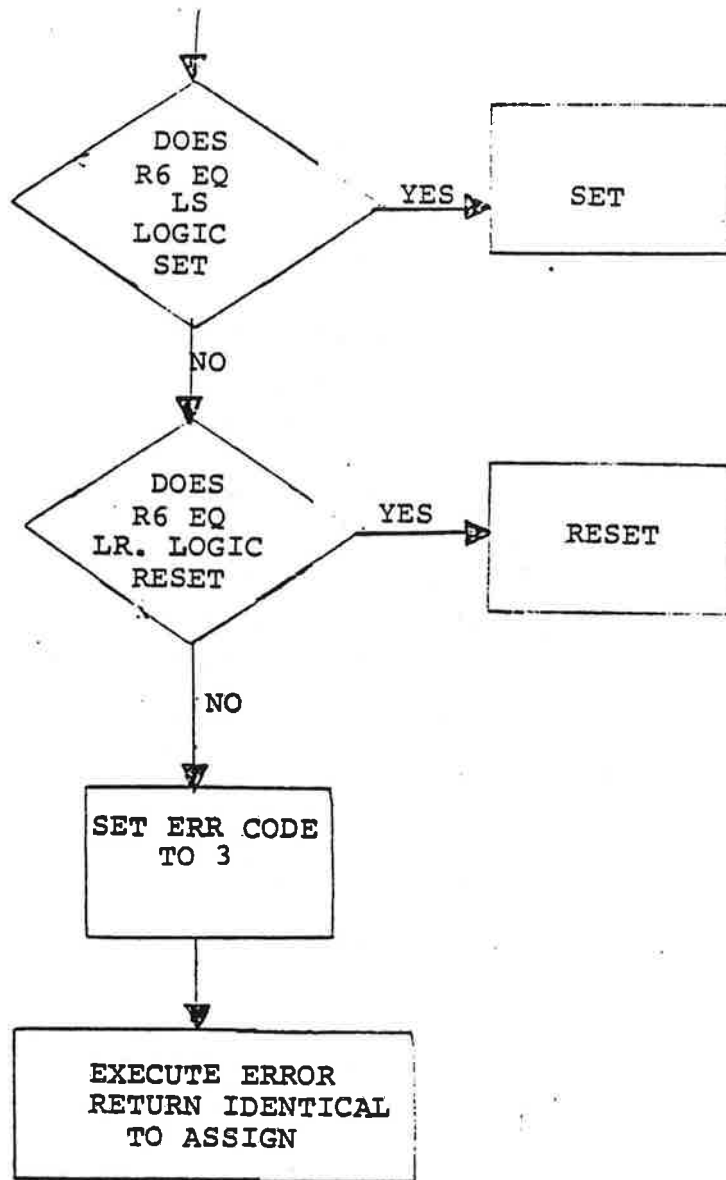 DOES
R6 EQ
LS
LOGIC
SET
YES
SET
NO
DOES
R6 EQ
LR. LOGIC
RESET
YES
RESET
NO
SET ERR CODE
TO 3
EXECUTE ERROR
RETURN IDENTICAL
TO ASSIGN